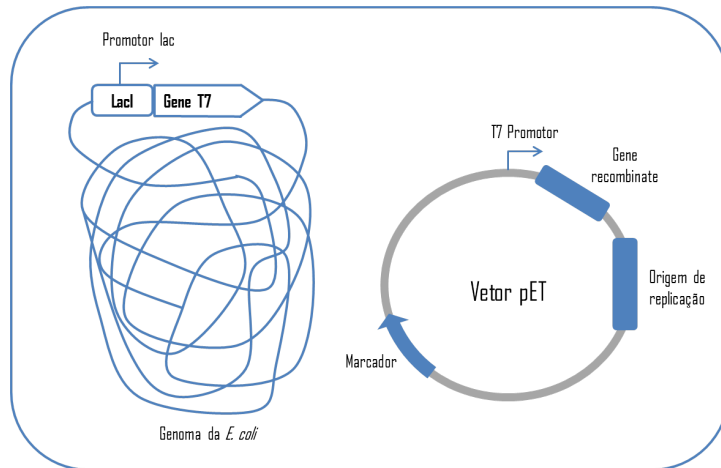 Promotor lac
LacI
Gene T7
T7 Promotor
Gene
recombinate
Origem de
replicação
Vetor pET
Marcador
Genoma da E. coli